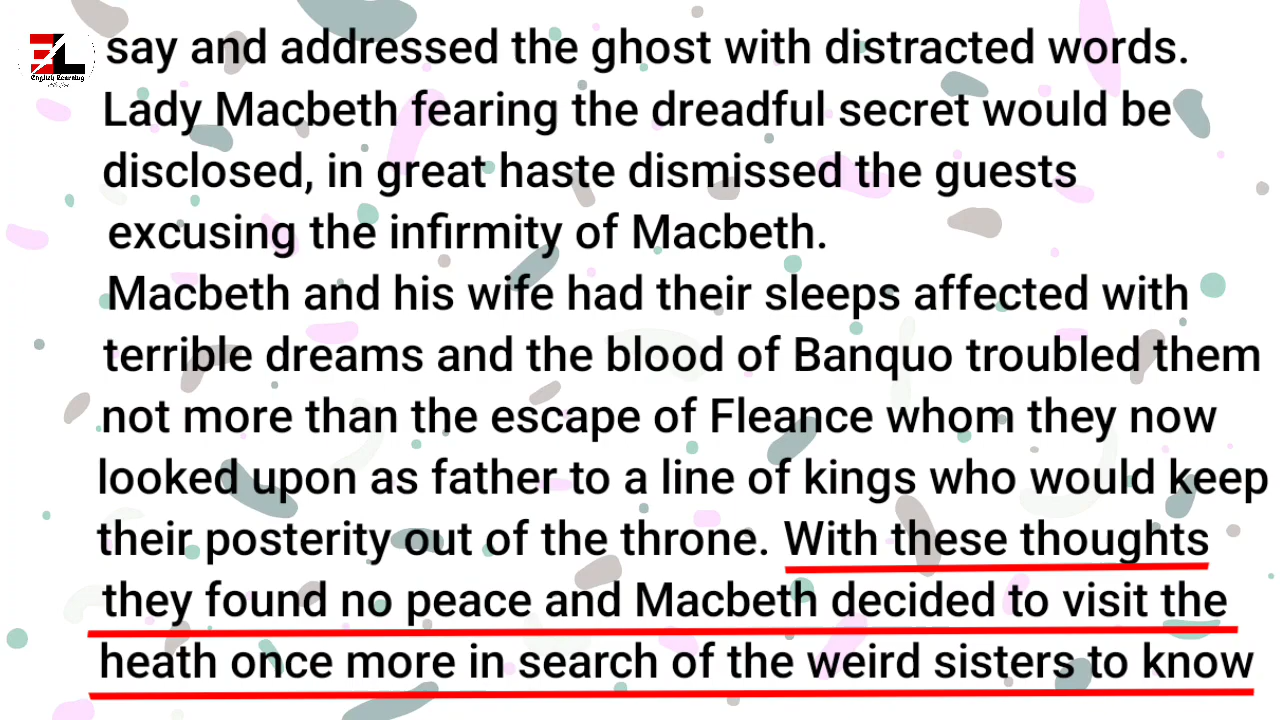 EL
English Learning
say and addressed the ghost with distracted words.
Lady Macbeth fearing the dreadful secret would be
disclosed, in great haste dismissed the guests
excusing the infirmity of Macbeth.
Macbeth and his wife had their sleeps affected with
terrible dreams and the blood of Banquo troubled them
not more than the escape of Fleance whom they now
looked upon as father to a line of kings who would keep
their posterity out of the throne. With these thoughts
they found no peace and Macbeth decided to visit the
heath once more in search of the weird sisters to know